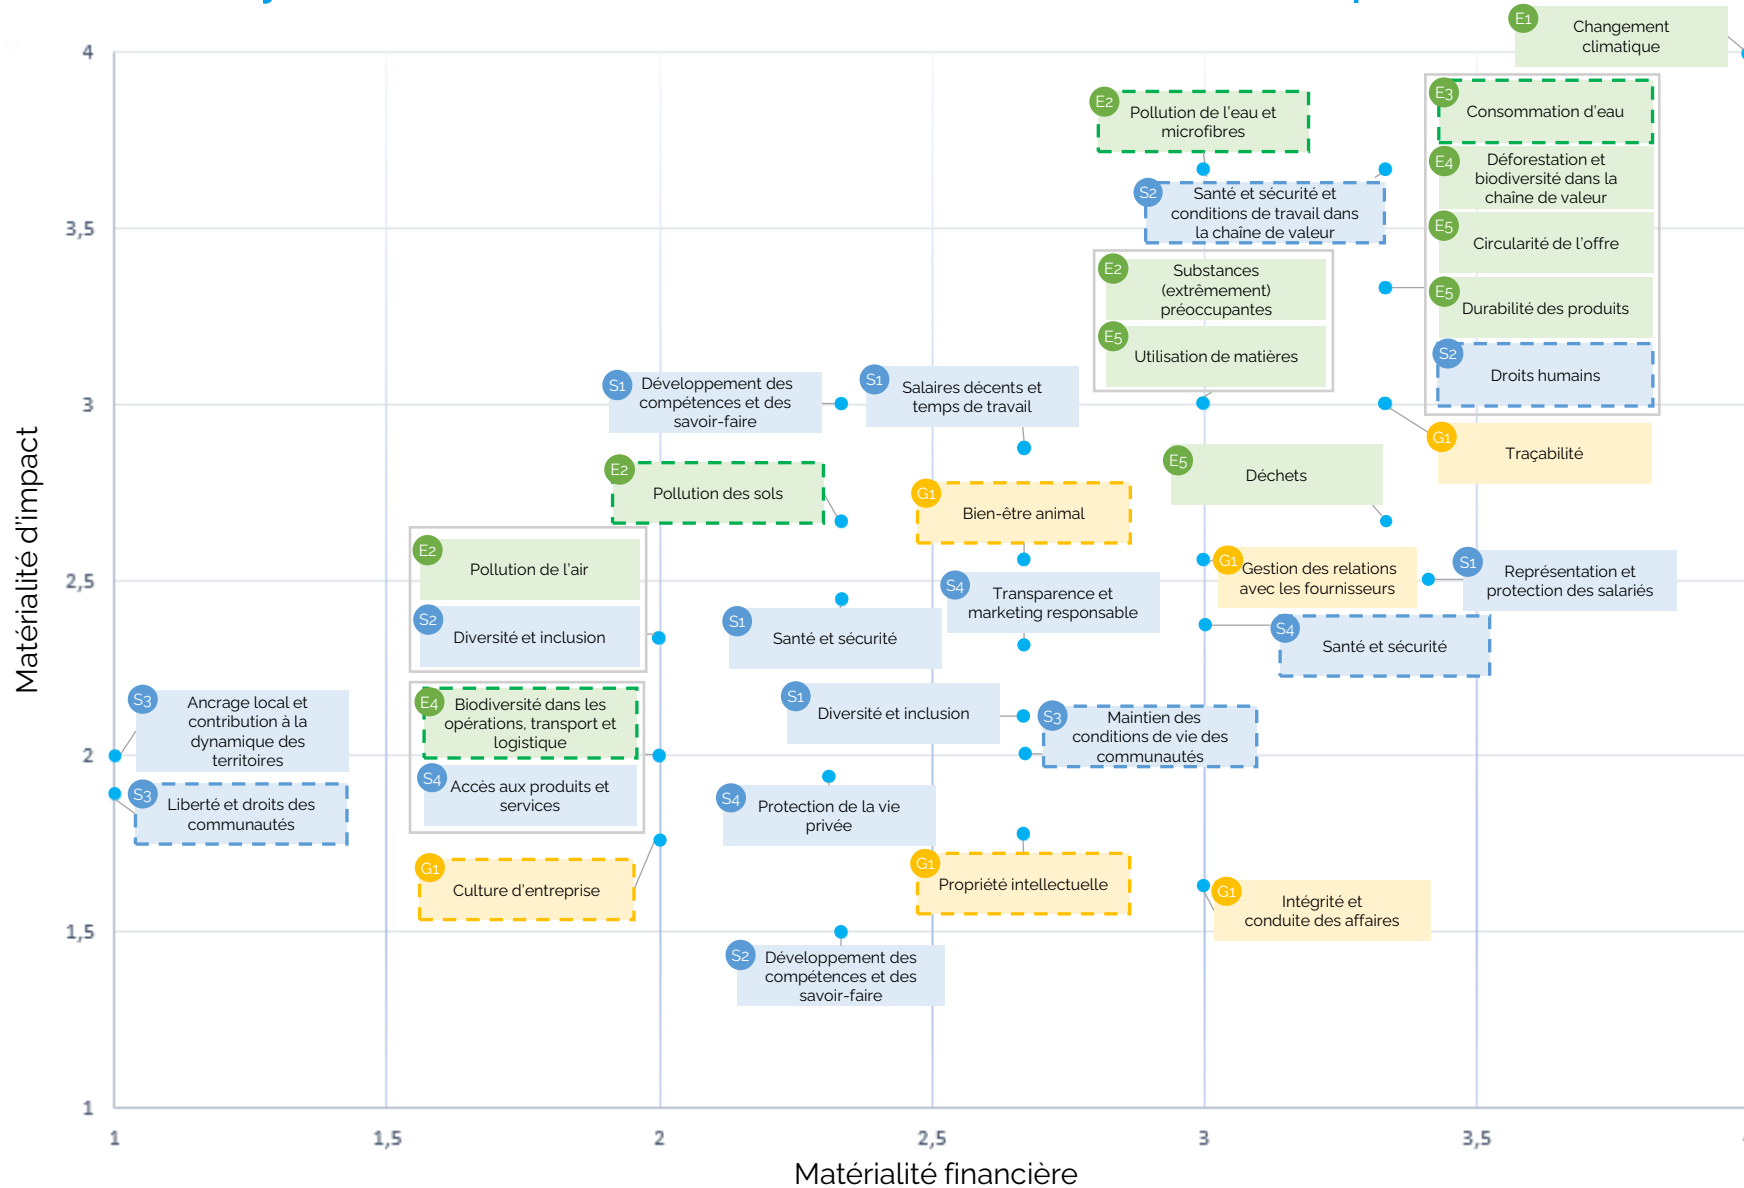 E1
Changement
climatique
4
E2
Pollution de l'eau et
microfibres
E3
Consommation d'eau
E4
Déforestation et
biodiversité dans la
chaîne de valeur
S2
Santé et sécurité et
conditions de travail dans
la chaîne de valeur
3,5
E5
Circularité de l'offre
E2
Substances
(extrêmement)
préoccupantes
E5
Durabilité des produits
E5
Utilisation de matières
S2
Droits humains
S1
Développement des
compétences et des
savoir-faire
S1
Salaires décents et
temps de travail
3
G1
Traçabilité
E2
Pollution des sols
E5
Déchets
G1
Bien-être animal
E2
Pollution de l'air
2,5
G1
Gestion des relations
avec les fournisseurs
S1
Représentation et
protection des salariés
S4
Transparence et
marketing responsable
S2
Diversité et inclusion
S1
Santé et sécurité
S4
Santé et sécurité
Matérialité d'impact
S3
Ancrage local et
contribution à la
dynamique des
territoires
E4
Biodiversité dans les
opérations, transport et
logistique
S1
Diversité et inclusion
S3
Maintien des
conditions de vie des
communautés
2
S3
Liberté et droits des
communautés
S4
Accès aux produits et
services
S4
Protection de la vie
privée
G1
Culture d'entreprise
G1
Propriété intellectuelle
G1
Intégrité et
conduite des affaires
1,5
S2
Développement des
compétences et des
savoir-faire
1
1
1,5
2
2,5
3
3,5
Matérialité financière